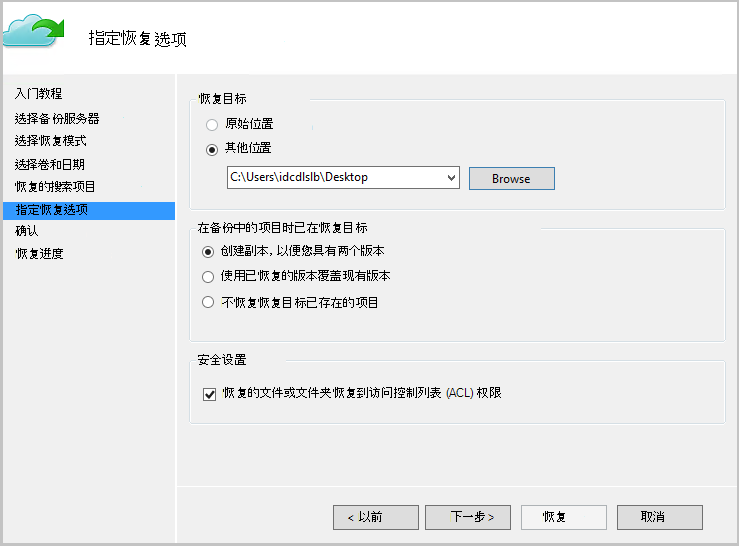 指定恢复选项
入门教程
选择备份服务器
选择恢复模式
选择卷和日期
恢复的搜索项目
指定恢复选项
确认
恢复进度
恢复目标
原始位置
其他位置
C:\Users\idcdlslb\Desktop
Browse
在备份中的项目时已在恢复目标
创建副本,以便您具有两个版本
使用已恢复的版本覆盖现有版本
不恢复恢复目标已存在的项目
安全设置
恢复的文件或文件夹恢复到访问控制列表 (ACL) 权限
< 以前
下一步 >
恢复
取消